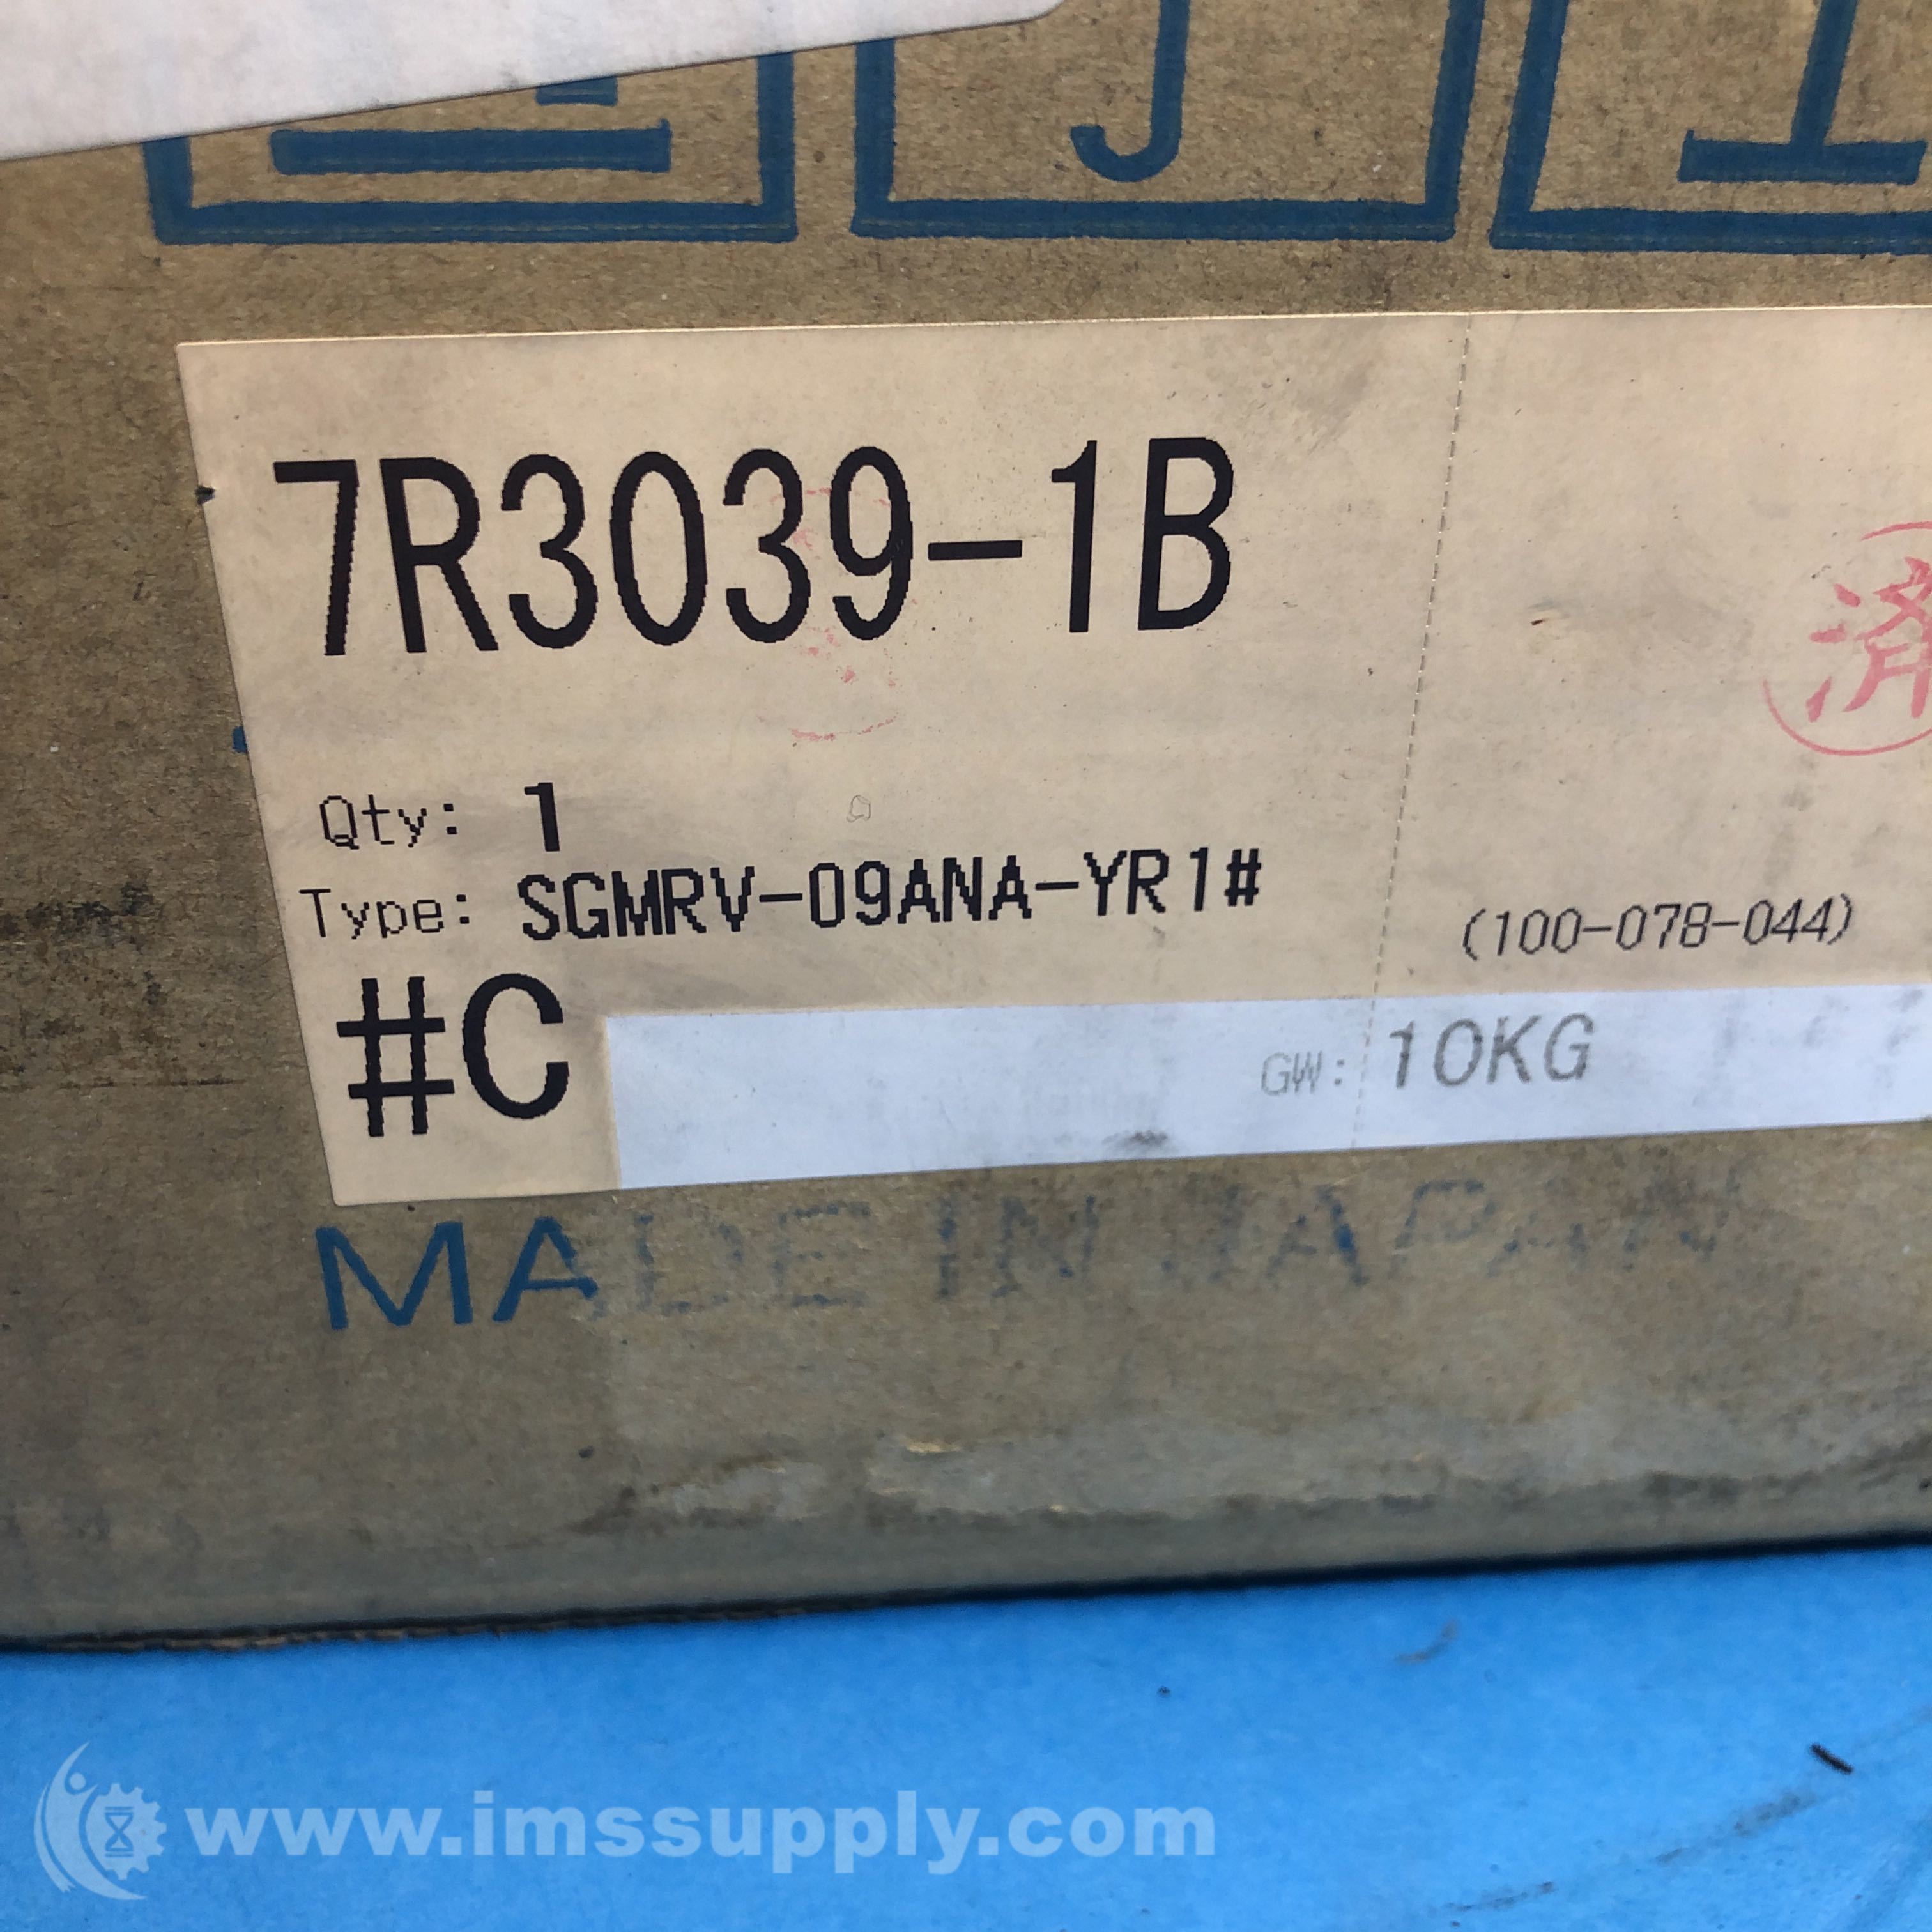 7R3039-1B
済
Qty: 1
Type: SGMRV-09ANA-YR1#
(100-078-044)
#C
GW: 10KG
MADE IN JAPAN
www.imssupply.com